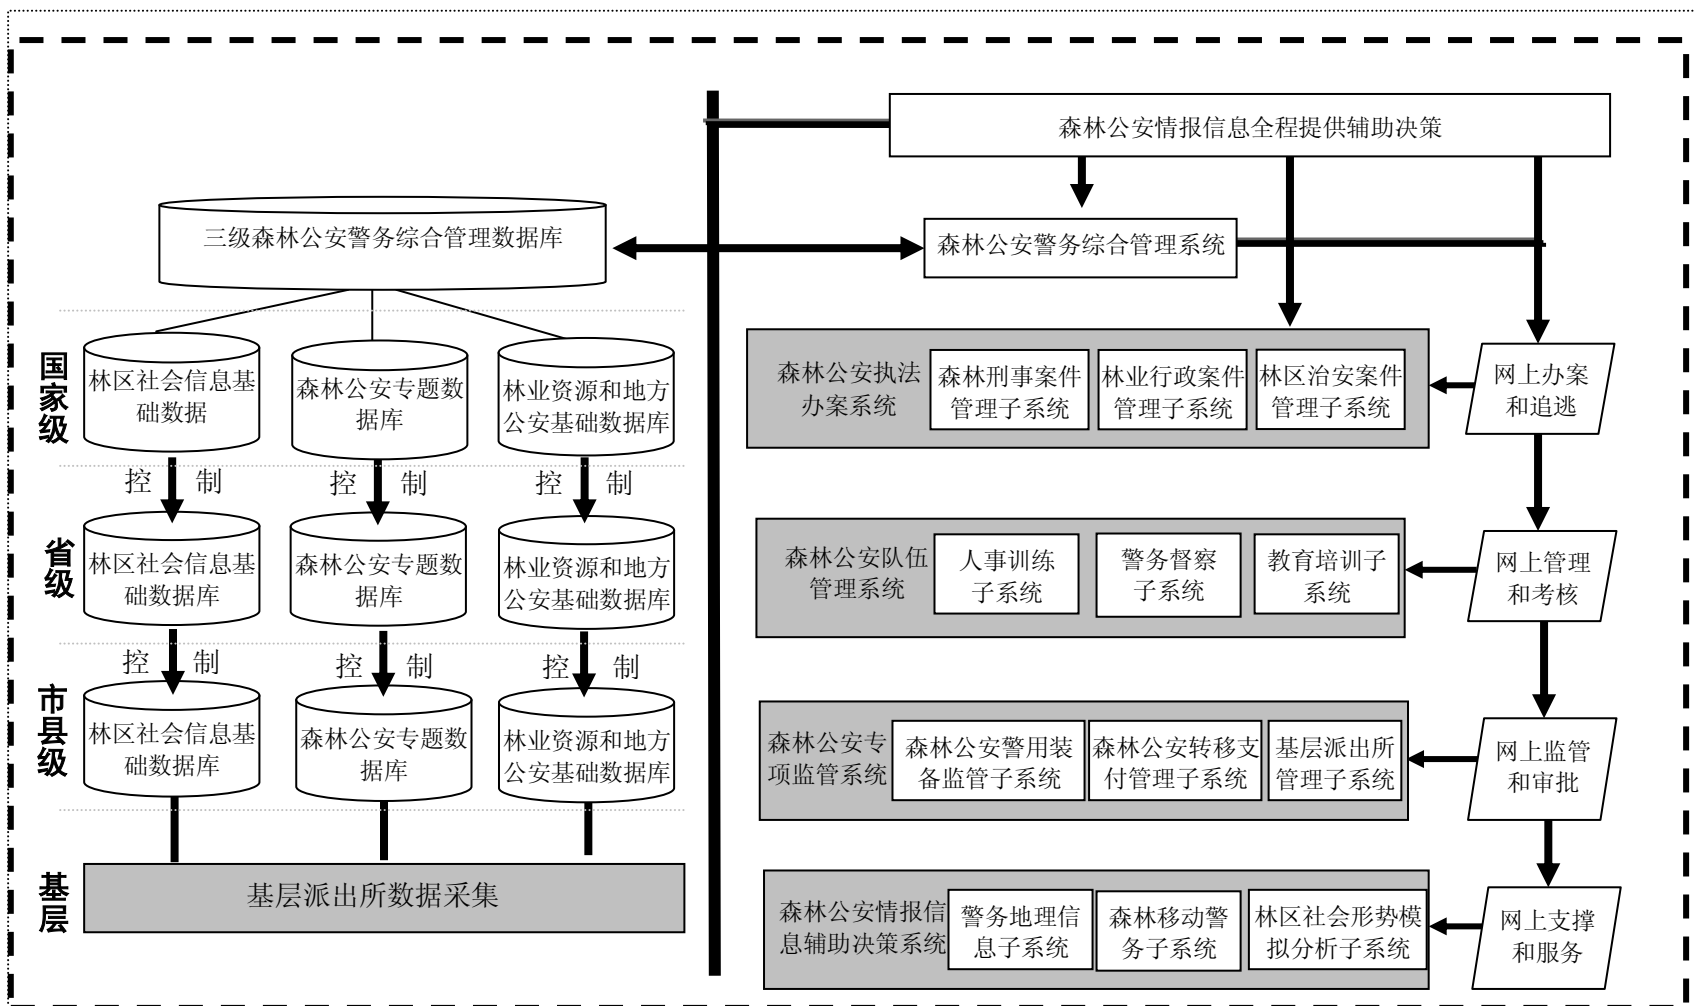 森林公安情报信息全程提供辅助决策
三级森林公安警务综合管理数据库
森林公安警务综合管理系统
国家级
林区社会信息基
础数据
森林公安专题数
据库
林业资源和地方
公安基础数据库
控 制
控 制
控 制
省级
林区社会信息基
础数据库
森林公安专题数
据库
林业资源和地方
公安基础数据库
控 制
控 制
控 制
市县级
林区社会信息基
础数据库
森林公安专题数
据库
林业资源和地方
公安基础数据库
基层
基层派出所数据采集
森林公安执法
办案系统
森林刑事案件
管理子系统
林业行政案件
管理子系统
林区治安案件
管理子系统
网上办案
和追逃
森林公安队伍
管理系统
人事训练
子系统
警务督察
子系统
教育培训子
系统
网上管理
和考核
森林公安专
项监管系统
森林公安警用装
备监管子系统
森林公安转移支
付管理子系统
基层派出所
管理子系统
网上监管
和审批
森林公安情报信
息辅助决策系统
警务地理信
息子系统
森林移动警
务子系统
林区社会形势模
拟分析子系统
网上支撑
和服务